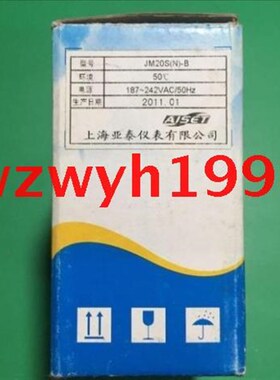 型号 JM20S(N)-B
环境 50℃
电源 187~242VAC/50Hz
生产日期 2011.01
AISET
上海亚泰仪表有限公司
wzwyh199